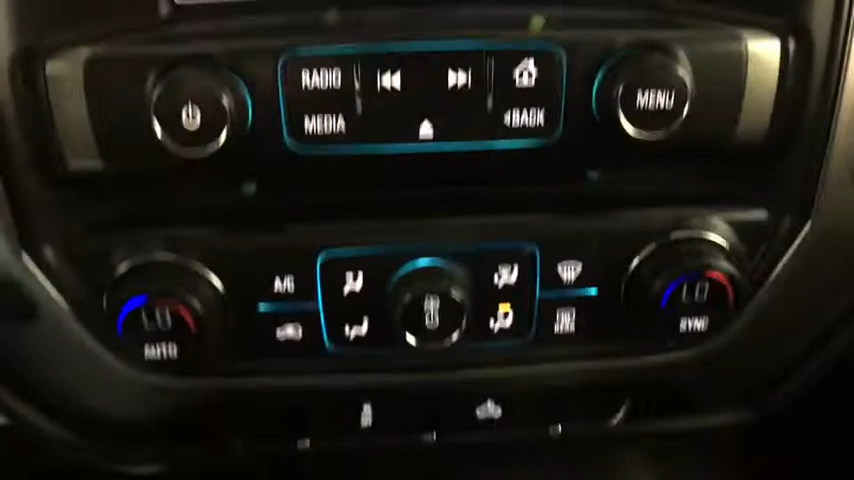 RADIO
MEDIA
BACK
MENU
A/C
LO
AUTO
LO
SYNC